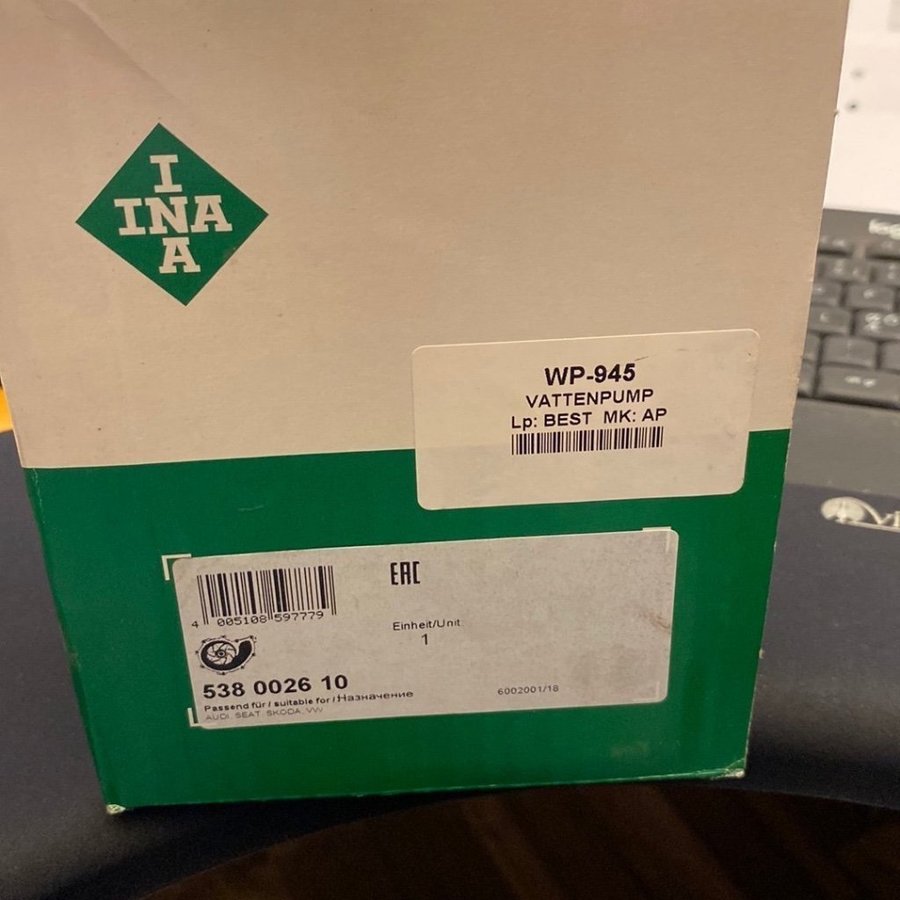 I
INA
A
WP-945
VATTENPUMP
Lp: BEST MK: AP
EAC
4 005108 597779
Einheit/Unit
1
538 0026 10
Passend für / suitable for / Назначение
6002001/18
AUDI, SEAT, SKODA, VW